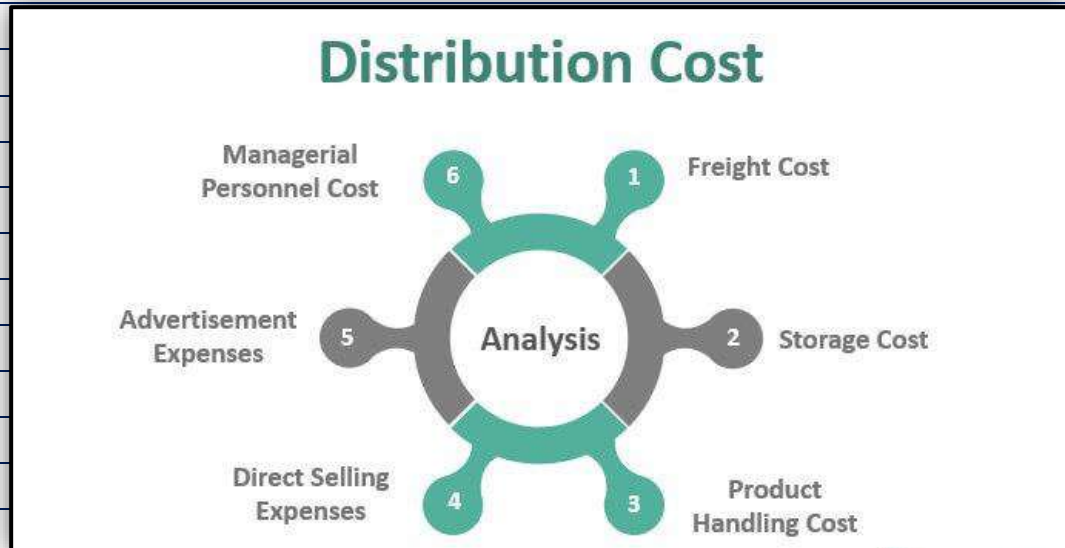 Distribution Cost
Managerial
Personnel Cost
6
1
Freight Cost
Advertisement
Expenses
5
Analysis
2
Storage Cost
Direct Selling
Expenses
4
3
Product
Handling Cost